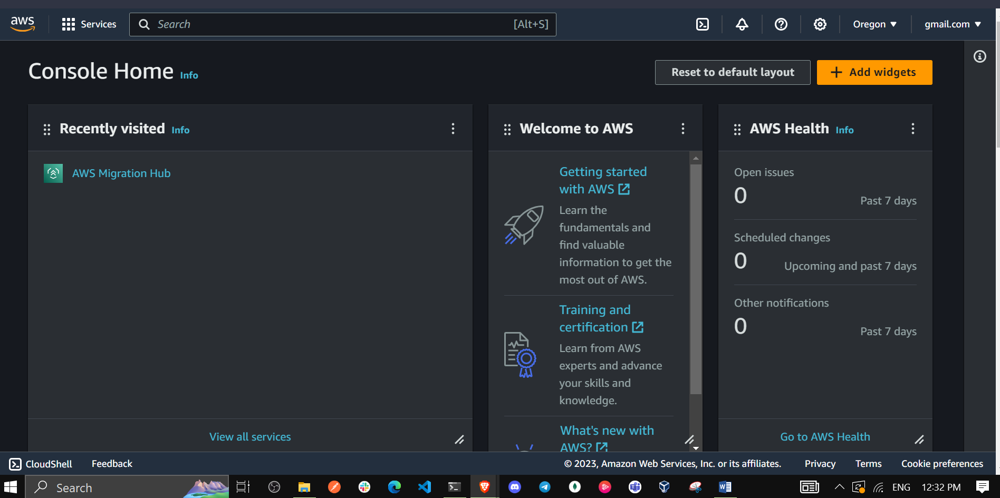 aws
Services
Search
[Alt+S]
Oregon
gmail.com
Console Home Info
Reset to default layout
Add widgets
Recently visited Info
AWS Migration Hub
View all services
Welcome to AWS
Getting started
with AWS
Learn the
fundamentals and
find valuable
information to get the
most out of AWS.
Training and
certification
Learn from AWS
experts and advance
your skills and
knowledge.
What's new with
AWS?
AWS Health Info
Open issues
0
Past 7 days
Scheduled changes
0
Upcoming and past 7 days
Other notifications
0
Past 7 days
Go to AWS Health
CloudShell
Feedback
© 2023, Amazon Web Services, Inc. or its affiliates.
Privacy
Terms
Cookie preferences
Search
ENG
12:32 PM